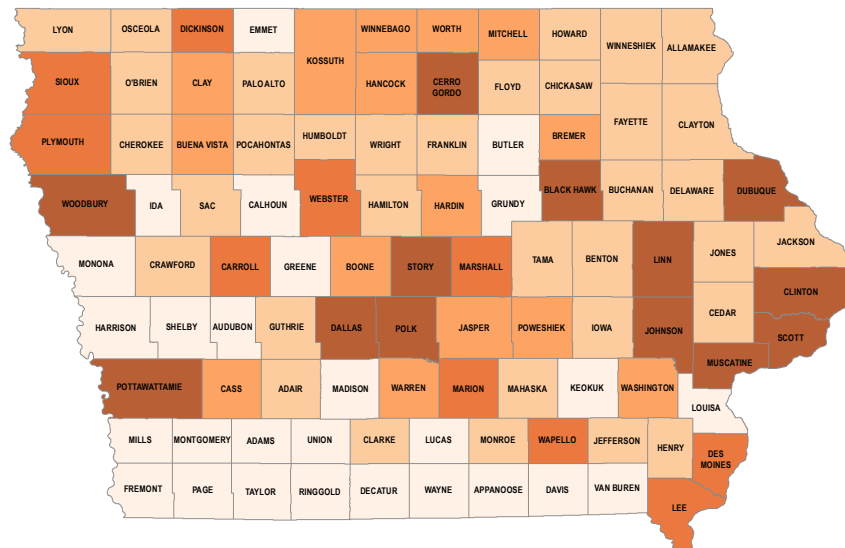 LYON
OSCEOLA
DICKINSON
EMMET
WINNEBAGO
WORTH
MITCHELL
HOWARD
WINNESHIEK
ALLAMAKEE
KOSSUTH
SIOUX
O'BRIEN
CLAY
PALO ALTO
HANCOCK
CERRO
GORDO
FLOYD
CHICKASAW
FAYETTE
CLAYTON
PLYMOUTH
CHEROKEE
BUENA VISTA
POCAHONTAS
HUMBOLDT
WRIGHT
FRANKLIN
BUTLER
BREMER
WOODBURY
IDA
SAC
CALHOUN
WEBSTER
HAMILTON
HARDIN
GRUNDY
BLACK HAWK
BUCHANAN
DELAWARE
DUBUQUE
MONONA
CRAWFORD
CARROLL
GREENE
BOONE
STORY
MARSHALL
TAMA
BENTON
LINN
JONES
JACKSON
CLINTON
HARRISON
SHELBY
AUDUBON
GUTHRIE
DALLAS
POLK
JASPER
POWESHIEK
IOWA
JOHNSON
CEDAR
SCOTT
MUSCATINE
POTTAWATTAMIE
CASS
ADAIR
MADISON
WARREN
MARION
MAHASKA
KEOKUK
WASHINGTON
LOUISA
MILLS
MONTGOMERY
ADAMS
UNION
CLARKE
LUCAS
MONROE
WAPELLO
JEFFERSON
HENRY
DES
MOINES
FREMONT
PAGE
TAYLOR
RINGGOLD
DECATUR
WAYNE
APPANOOSE
DAVIS
VAN BUREN
LEE